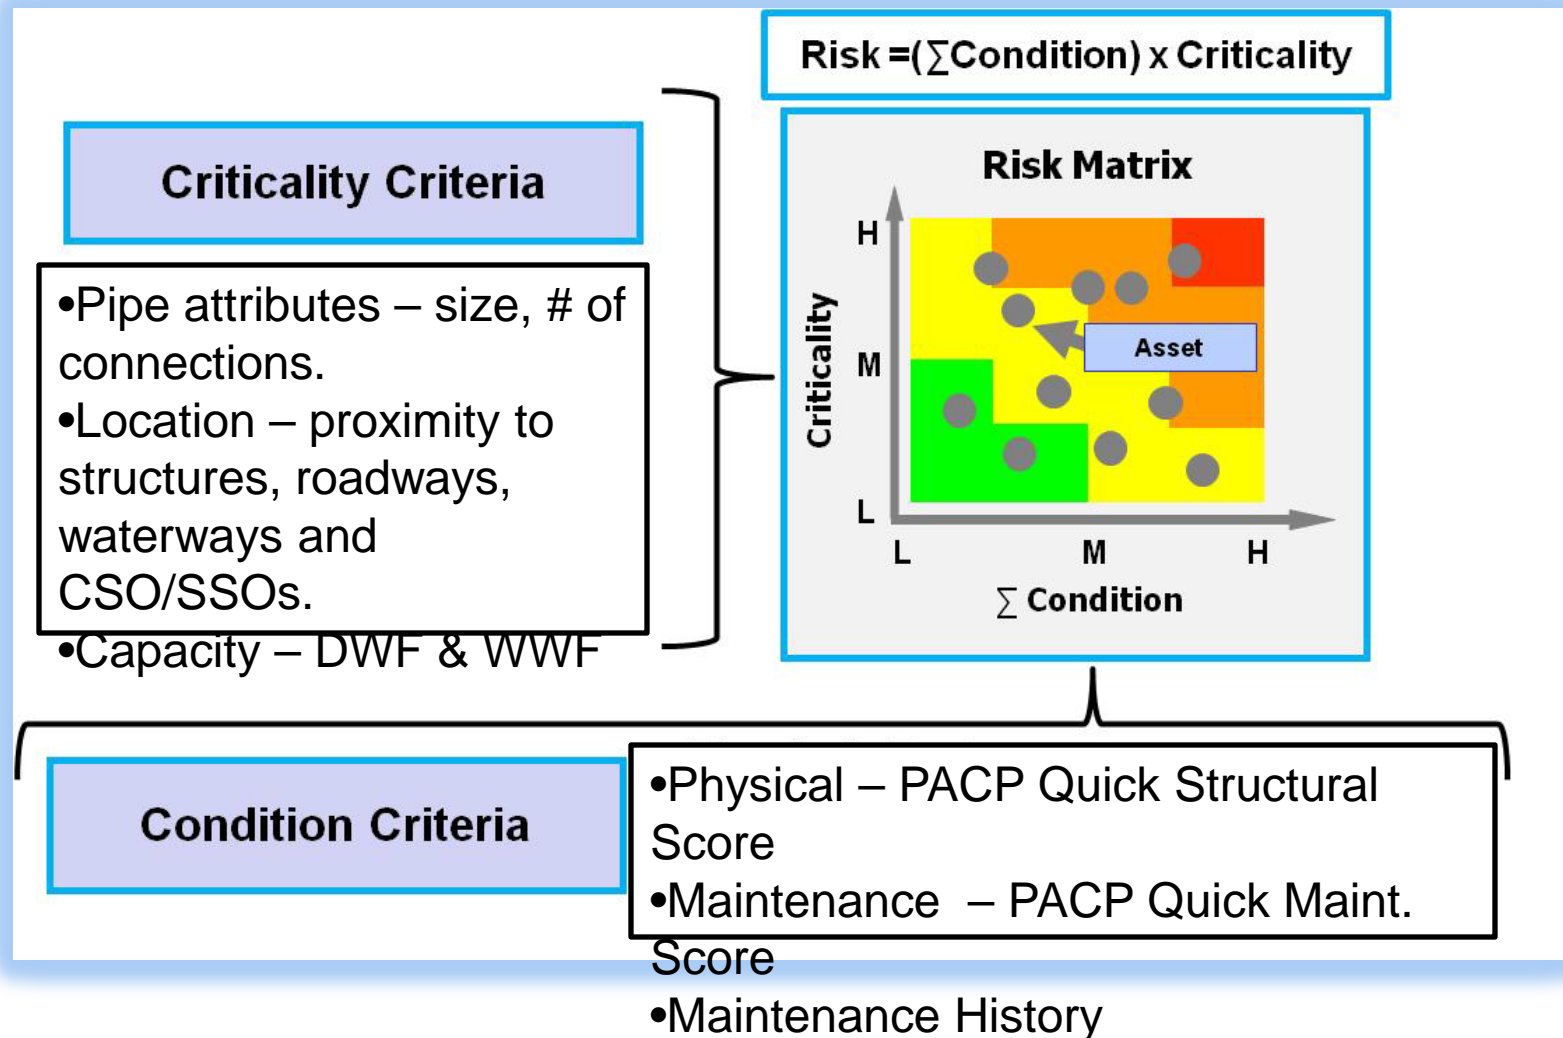 Risk =(∑Condition) x Criticality
Criticality Criteria
•Pipe attributes – size, # of
connections.
•Location – proximity to
structures, roadways,
waterways and
CSO/SSOs.
•Capacity – DWF & WWF
Risk Matrix
H
M
L
Criticality
Asset
L M H
∑ Condition
Condition Criteria
•Physical – PACP Quick Structural
Score
•Maintenance – PACP Quick Maint.
Score
•Maintenance History